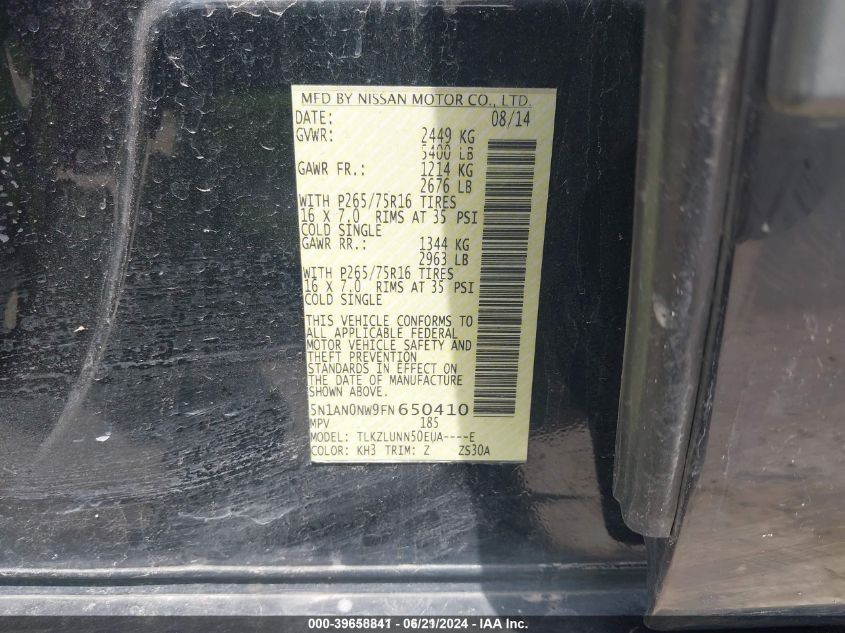 MFD BY NISSAN MOTOR CO., LTD.
DATE: 08/14
GVWR: 2449 KG
5400 LB
GAWR FR.: 1214 KG
2676 LB
WITH P265/75R16 TIRES
16 X 7.0 RIMS AT 35 PSI
COLD SINGLE
GAWR RR.: 1344 KG
2963 LB
WITH P265/75R16 TIRES
16 X 7.0 RIMS AT 35 PSI
COLD SINGLE
THIS VEHICLE CONFORMS TO
ALL APPLICABLE FEDERAL
MOTOR VEHICLE SAFETY AND
THEFT PREVENTION
STANDARDS IN EFFECT ON
THE DATE OF MANUFACTURE
SHOWN ABOVE.
5N1AN0NW9FN650410
MPV 185
MODEL: TLKZLUNN50EUA----E
COLOR: KH3 TRIM: Z ZS30A
000-39658841 - 06/21/2024 - IAA Inc.